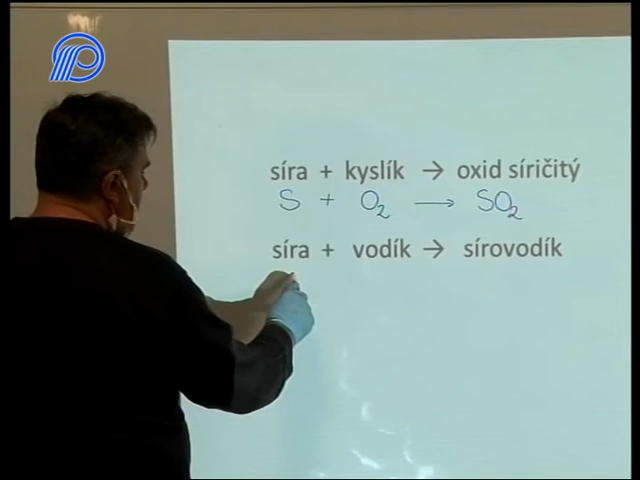 síra + kyslík → oxid siřičitý
S + O₂ → SO₂
síra + vodík → sírovodík